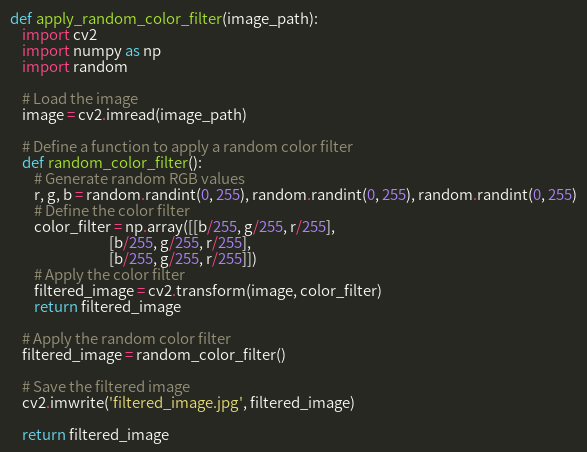 def apply_random_color_filter(image_path):
import cv2
import numpy as np
import random
# Load the image
image = cv2.imread(image_path)
# Define a function to apply a random color filter
def random_color_filter():
# Generate random RGB values
r, g, b = random.randint(0, 255), random.randint(0, 255), random.randint(0, 255)
# Define the color filter
color_filter = np.array([[[b/255, g/255, r/255],
[b/255, g/255, r/255],
[b/255, g/255, r/255]])
# Apply the color filter
filtered_image = cv2.transform(image, color_filter)
return filtered_image
# Apply the random color filter
filtered_image = random_color_filter()
# Save the filtered image
cv2.imwrite('filtered_image.jpg', filtered_image)
return filtered_image